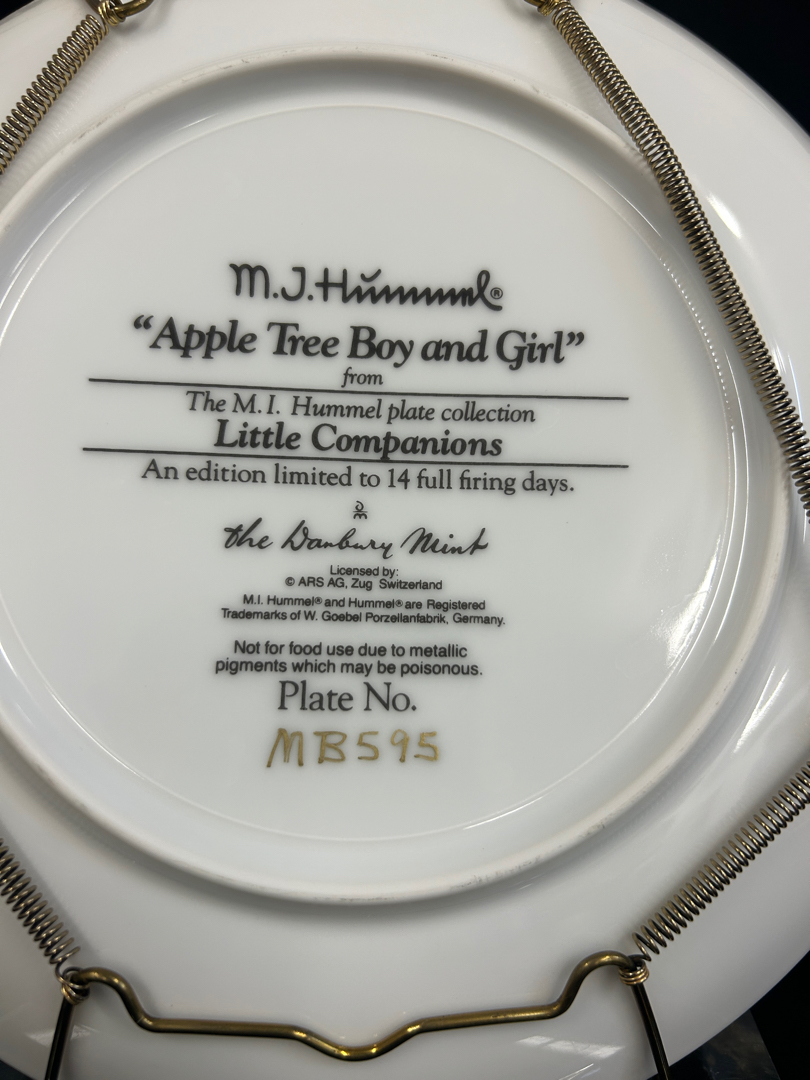 M.J. Hummel®
“Apple Tree Boy and Girl”
from
The M. I. Hummel plate collection
Little Companions
An edition limited to 14 full firing days.
DM
the Danbury Mint
Licensed by:
© ARS AG, Zug Switzerland
M.I. Hummel® and Hummel® are Registered
Trademarks of W. Goebel Porzellanfabrik, Germany.
Not for food use due to metallic
pigments which may be poisonous.
Plate No.
MB595